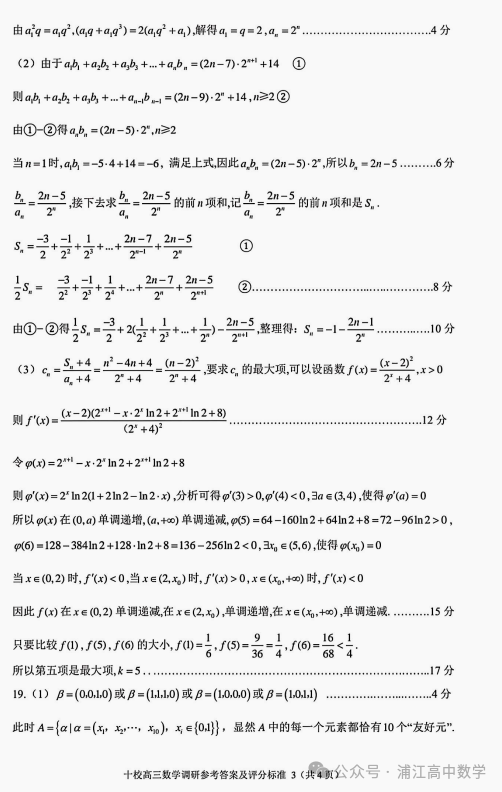 由a₁²q = a₁q², (a₁q + a₁q³) = 2(a₁q² + a₁), 解得a₁ = q = 2, aₙ = 2ⁿ ……………………………4 分
(2) 由于a₁b₁ + a₂b₂ + a₃b₃ + ... + aₙbₙ = (2n − 7)·2ⁿ⁺¹ + 14 ①
则a₁b₁ + a₂b₂ + a₃b₃ + ... + aₙ₋₁bₙ₋₁ = (2n − 9)·2ⁿ + 14, n≥2 ②
由①−②得aₙbₙ = (2n − 5)·2ⁿ, n≥2
当n = 1时, a₁b₁ = −5·4 + 14 = −6, 满足上式,因此aₙbₙ = (2n − 5)·2ⁿ, 所以bₙ = 2n − 5 ………6 分
bₙ/aₙ = (2n − 5)/2ⁿ, 接下去求 bₙ/aₙ = (2n − 5)/2ⁿ 的前n项和,记 bₙ/aₙ = (2n − 5)/2ⁿ 的前n项和是Sₙ.
Sₙ = −3/2 + −1/2² + 1/2³ + ... + (2n − 7)/2ⁿ⁻¹ + (2n − 5)/2ⁿ ①
1/2 Sₙ = −3/2² + −1/2³ + 1/2⁴ + ... + (2n − 7)/2ⁿ + (2n − 5)/2ⁿ⁺¹ ②……………………………………8 分
由①−②得 1/2 Sₙ = −3/2 + 2(1/2² + 1/2³ + ... + 1/2ⁿ) − (2n − 5)/2ⁿ⁺¹, 整理得: Sₙ = −1 − (2n − 1)/2ⁿ …………10 分
(3) cₙ = (Sₙ + 4)/(aₙ + 4) = (n² − 4n + 4)/(2ⁿ + 4) = (n − 2)²/(2ⁿ + 4), 要求cₙ的最大项,可以设函数f(x) = (x − 2)²/(2ˣ + 4), x > 0
则f′(x) = (x − 2)(2ˣ⁺¹ − x·2ˣ ln2 + 2ˣ⁺¹ ln2 + 8)/(2ˣ + 4)² ……………………………………………12 分
令φ(x) = 2ˣ⁺¹ − x·2ˣ ln2 + 2ˣ⁺¹ ln2 + 8
则φ′(x) = 2ˣ ln2(1 + 2ln2 − ln2·x), 分析可得φ′(3) > 0, φ′(4) < 0, ∃a∈(3,4), 使得φ′(a) = 0
所以φ(x)在(0,a)单调递增,(a,+∞)单调递减, φ(5) = 64 − 160ln2 + 64ln2 + 8 = 72 − 96ln2 > 0,
φ(6) = 128 − 384ln2 + 128·ln2 + 8 = 136 − 256ln2 < 0, ∃x₀∈(5,6), 使得φ(x₀) = 0
当x∈(0,2)时, f′(x) < 0, 当x∈(2,x₀)时, f′(x) > 0, x∈(x₀,+∞)时, f′(x) < 0
因此f(x)在x∈(0,2)单调递减,在x∈(2,x₀),单调递增,在x∈(x₀,+∞),单调递减. ………15 分
只要比较f(1), f(5), f(6)的大小, f(1) = 1/6, f(5) = 9/36 = 1/4, f(6) = 16/68 < 1/4.
所以第五项是最大项, k = 5 ……………………………………………………………17 分
19.(1) β = (0,0,1,0)或β = (1,1,1,0)或β = (1,0,0,0)或β = (1,0,1,1) ………………………4 分
此时A = {α | α = (x₁, x₂, ⋯, x₁₀), xᵢ∈{0,1}}, 显然A中的每一个元素都恰有10个“友好元”.
十校高三数学调研参考答案及评分标准 3 (共4页)
公众号 · 浦江高中数学